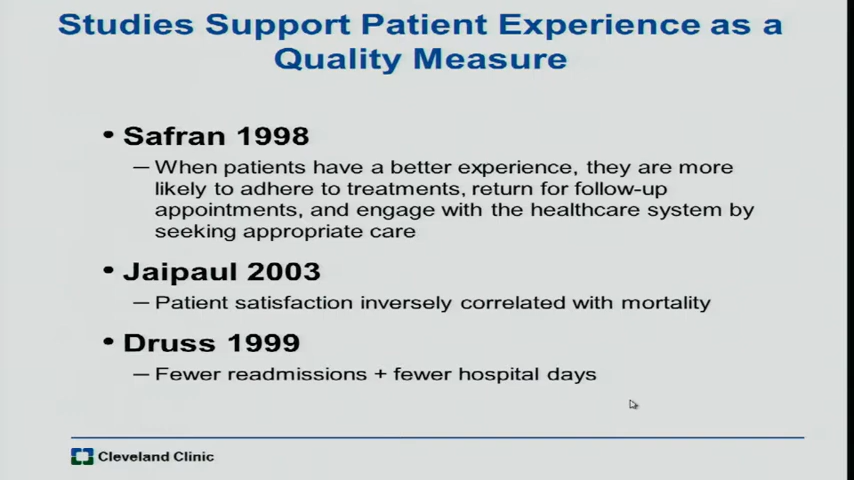 Studies Support Patient Experience as a
Quality Measure
• Safran 1998
– When patients have a better experience, they are more
likely to adhere to treatments, return for follow-up
appointments, and engage with the healthcare system by
seeking appropriate care
• Jaipaul 2003
– Patient satisfaction inversely correlated with mortality
• Druss 1999
– Fewer readmissions + fewer hospital days
Cleveland Clinic